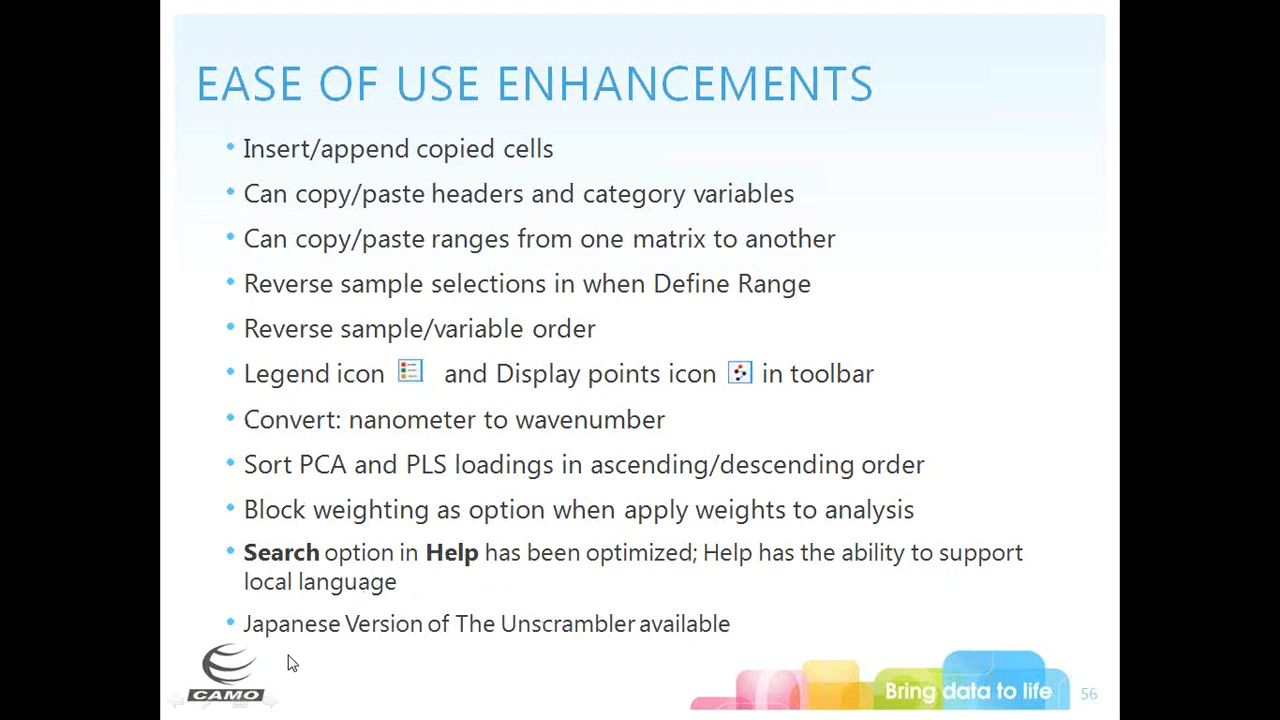 EASE OF USE ENHANCEMENTS
• Insert/append copied cells
• Can copy/paste headers and category variables
• Can copy/paste ranges from one matrix to another
• Reverse sample selections in when Define Range
• Reverse sample/variable order
• Legend icon and Display points icon in toolbar
• Convert: nanometer to wavenumber
• Sort PCA and PLS loadings in ascending/descending order
• Block weighting as option when apply weights to analysis
• Search option in Help has been optimized; Help has the ability to support
local language
• Japanese Version of The Unscrambler available
CAMO
Bring data to life
56